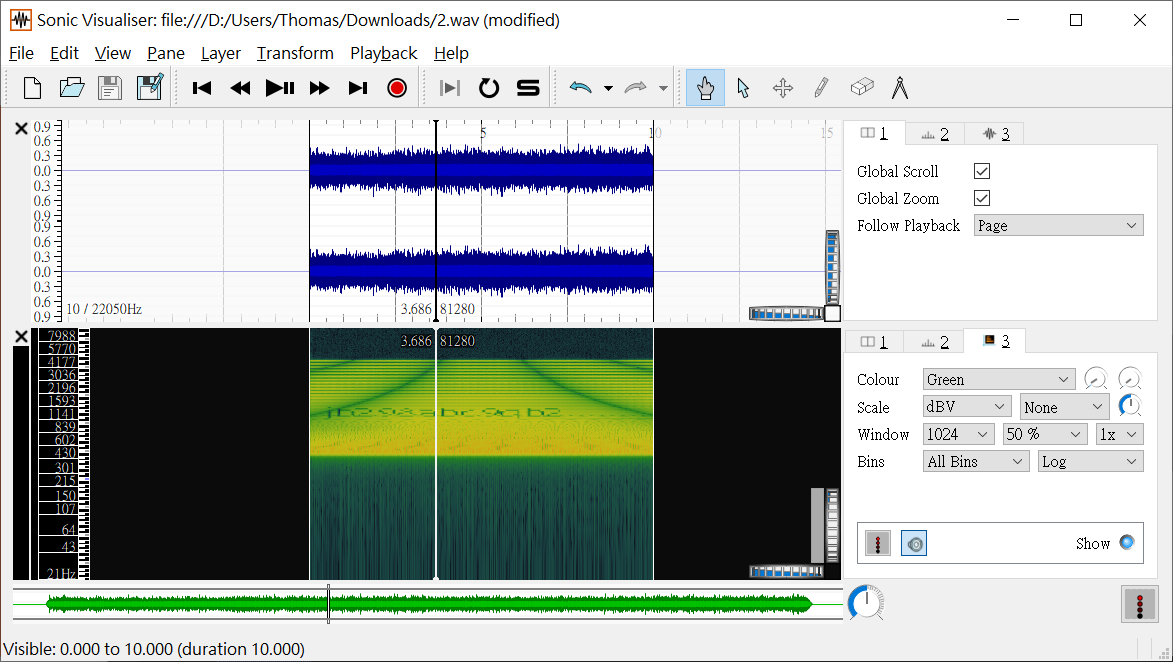 Sonic Visualiser: file:///D:/Users/Thomas/Downloads/2.wav (modified)
File Edit View Pane Layer Transform Playback Help
0.9
0.6
0.3
0.0
0.3
0.6
0.9
0.9
0.6
0.3
0.0
0.3
0.6
0.9
5 10 15
10 / 22050Hz
3.686 81280
1 2 3
Global Scroll
Global Zoom
Follow Playback Page
7988
5770
4177
3036
2196
1593
1141
839
602
430
301
215
150
107
64
43
21Hz
3.686 81280
1 2 3
Colour Green
Scale dBV None
Window 1024 50 % 1x
Bins All Bins Log
Show
Visible: 0.000 to 10.000 (duration 10.000)